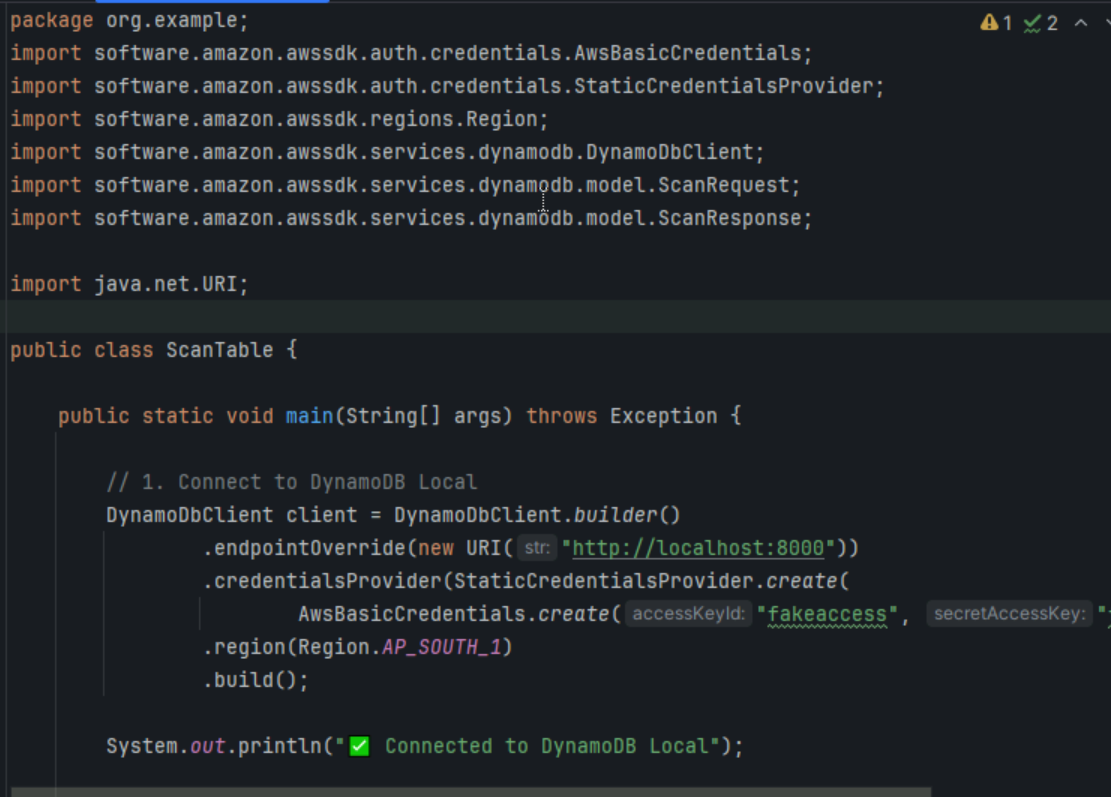 package org.example;
1 2
import software.amazon.awssdk.auth.credentials.AwsBasicCredentials;
import software.amazon.awssdk.auth.credentials.StaticCredentialsProvider;
import software.amazon.awssdk.regions.Region;
import software.amazon.awssdk.services.dynamodb.DynamoDbClient;
import software.amazon.awssdk.services.dynamodb.model.ScanRequest;
import software.amazon.awssdk.services.dynamodb.model.ScanResponse;
import java.net.URI;
public class ScanTable {
public static void main(String[] args) throws Exception {
// 1. Connect to DynamoDB Local
DynamoDbClient client = DynamoDbClient.builder()
.endpointOverride(new URI( str: "http://localhost:8000"))
.credentialsProvider(StaticCredentialsProvider.create(
AwsBasicCredentials.create( accessKeyId: "fakeaccess", secretAccessKey: "
.region(Region.AP_SOUTH_1)
.build();
System.out.println("✅ Connected to DynamoDB Local");